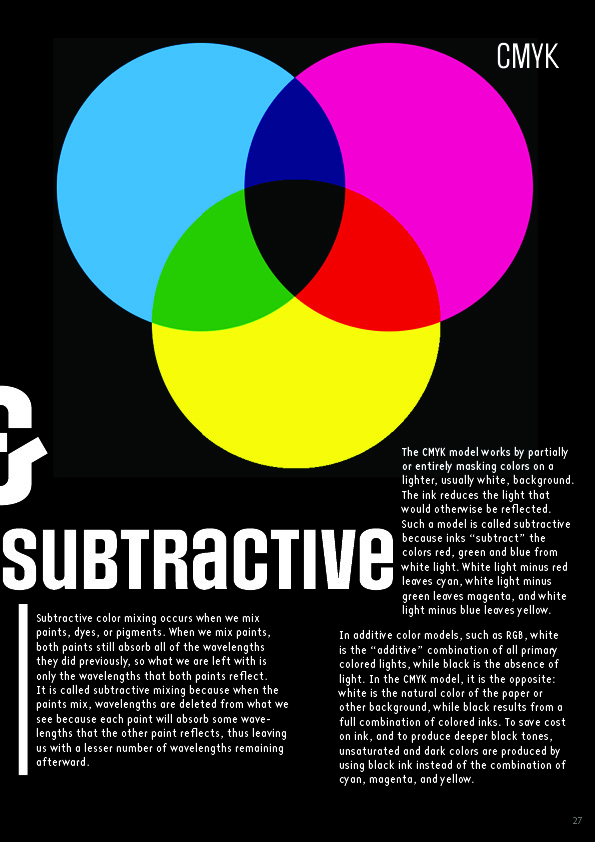 CMYK
&
SUBTRaCTIVe
The CMYK model works by partially
or entirely masking colors on a
lighter, usually white, background.
The ink reduces the light that
would otherwise be reflected.
Such a model is called subtractive
because inks “subtract” the
colors red, green and blue from
white light. White light minus red
leaves cyan, white light minus
green leaves magenta, and white
light minus blue leaves yellow.
Subtractive color mixing occurs when we mix
paints, dyes, or pigments. When we mix paints,
both paints still absorb all of the wavelengths
they did previously, so what we are left with is
only the wavelengths that both paints reflect.
It is called subtractive mixing because when the
paints mix, wavelengths are deleted from what we
see because each paint will absorb some wave-
lengths that the other paint reflects, thus leaving
us with a lesser number of wavelengths remaining
afterward.
In additive color models, such as RGB, white
is the “additive” combination of all primary
colored lights, while black is the absence of
light. In the CMYK model, it is the opposite:
white is the natural color of the paper or
other background, while black results from a
full combination of colored inks. To save cost
on ink, and to produce deeper black tones,
unsaturated and dark colors are produced by
using black ink instead of the combination of
cyan, magenta, and yellow.
27